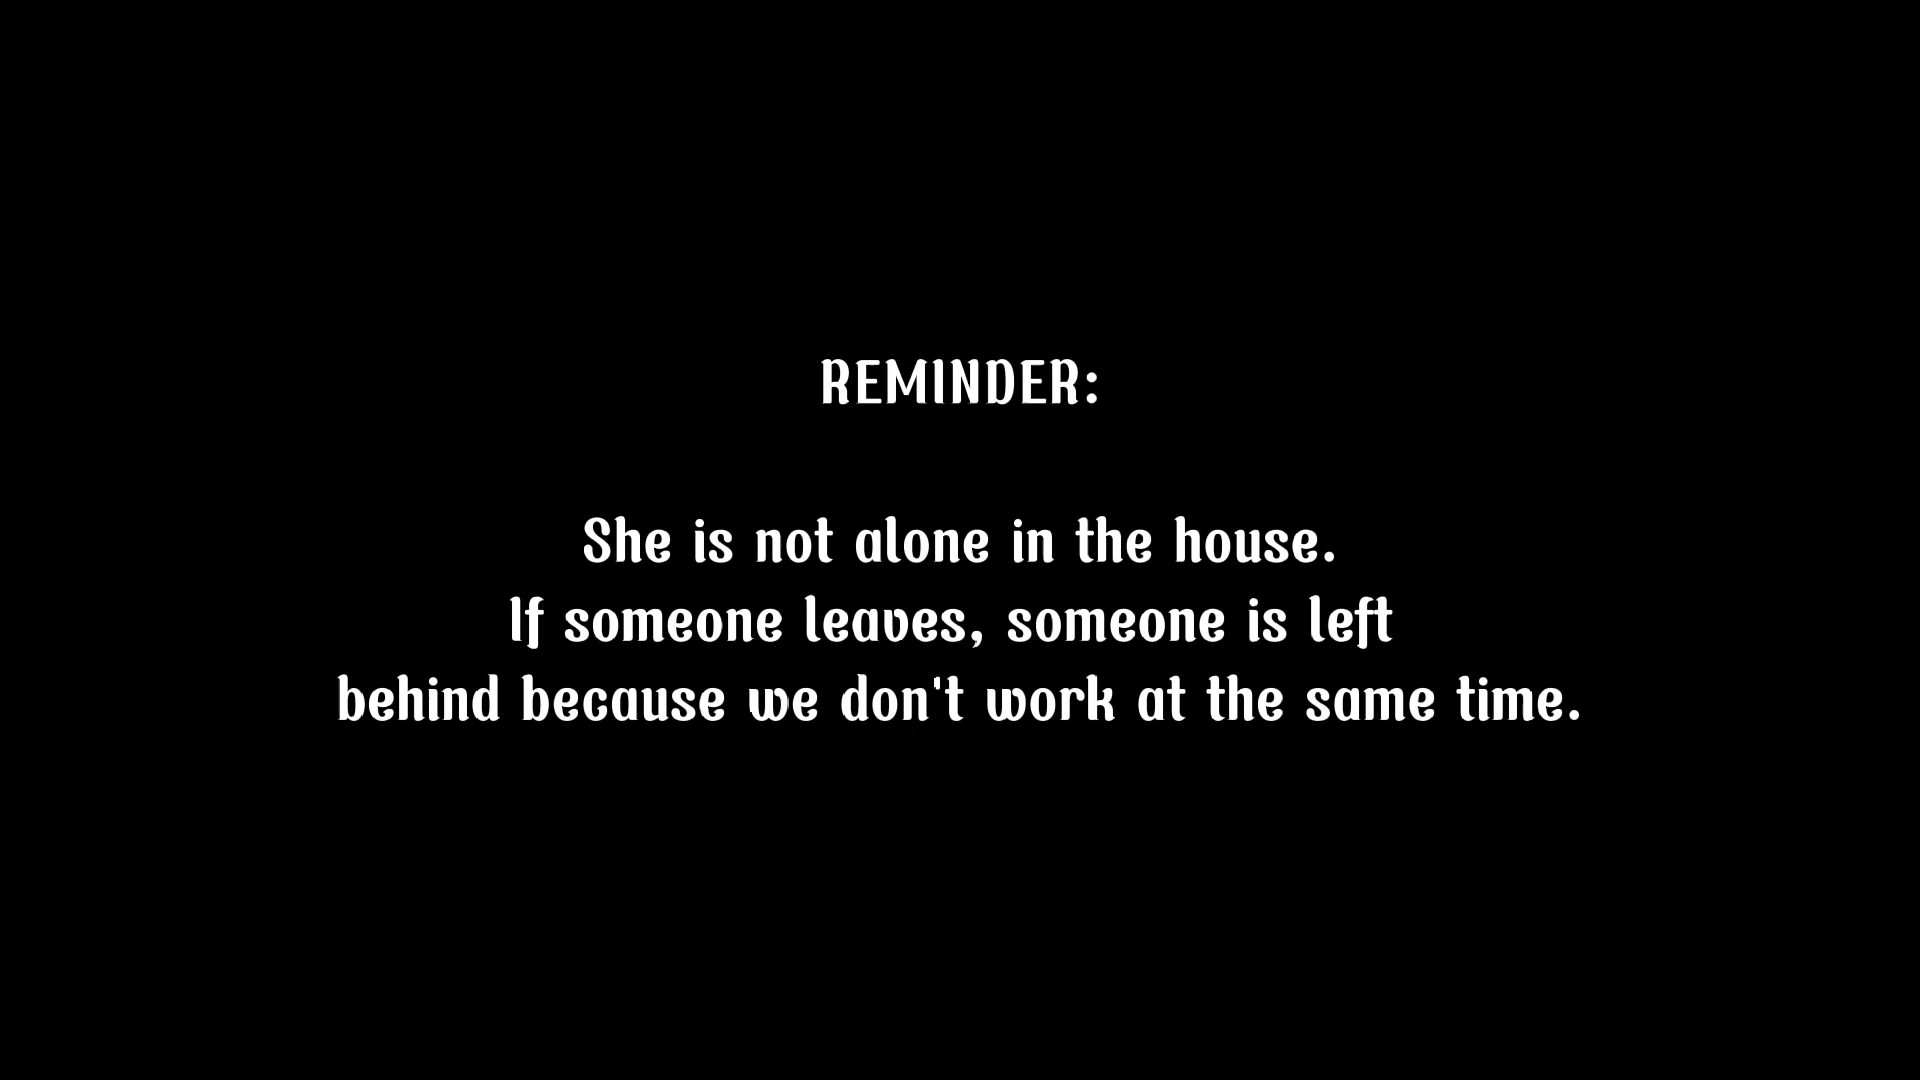 REMINDER:
She is not alone in the house.
If someone leaves, someone is left
behind because we don't work at the same time.